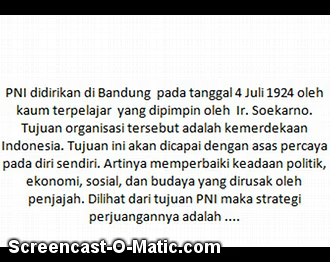 PNI didirikan di Bandung pada tanggal 4 Juli 1924 oleh
kaum terpelajar yang dipimpin oleh Ir. Soekarno.
Tujuan organisasi tersebut adalah kemerdekaan
Indonesia. Tujuan ini akan dicapai dengan asas percaya
pada diri sendiri. Artinya memperbaiki keadaan politik,
ekonomi, sosial, dan budaya yang dirusak oleh
penjajah. Dilihat dari tujuan PNI maka strategi
perjuangannya adalah ....
Screencast-O-Matic.com